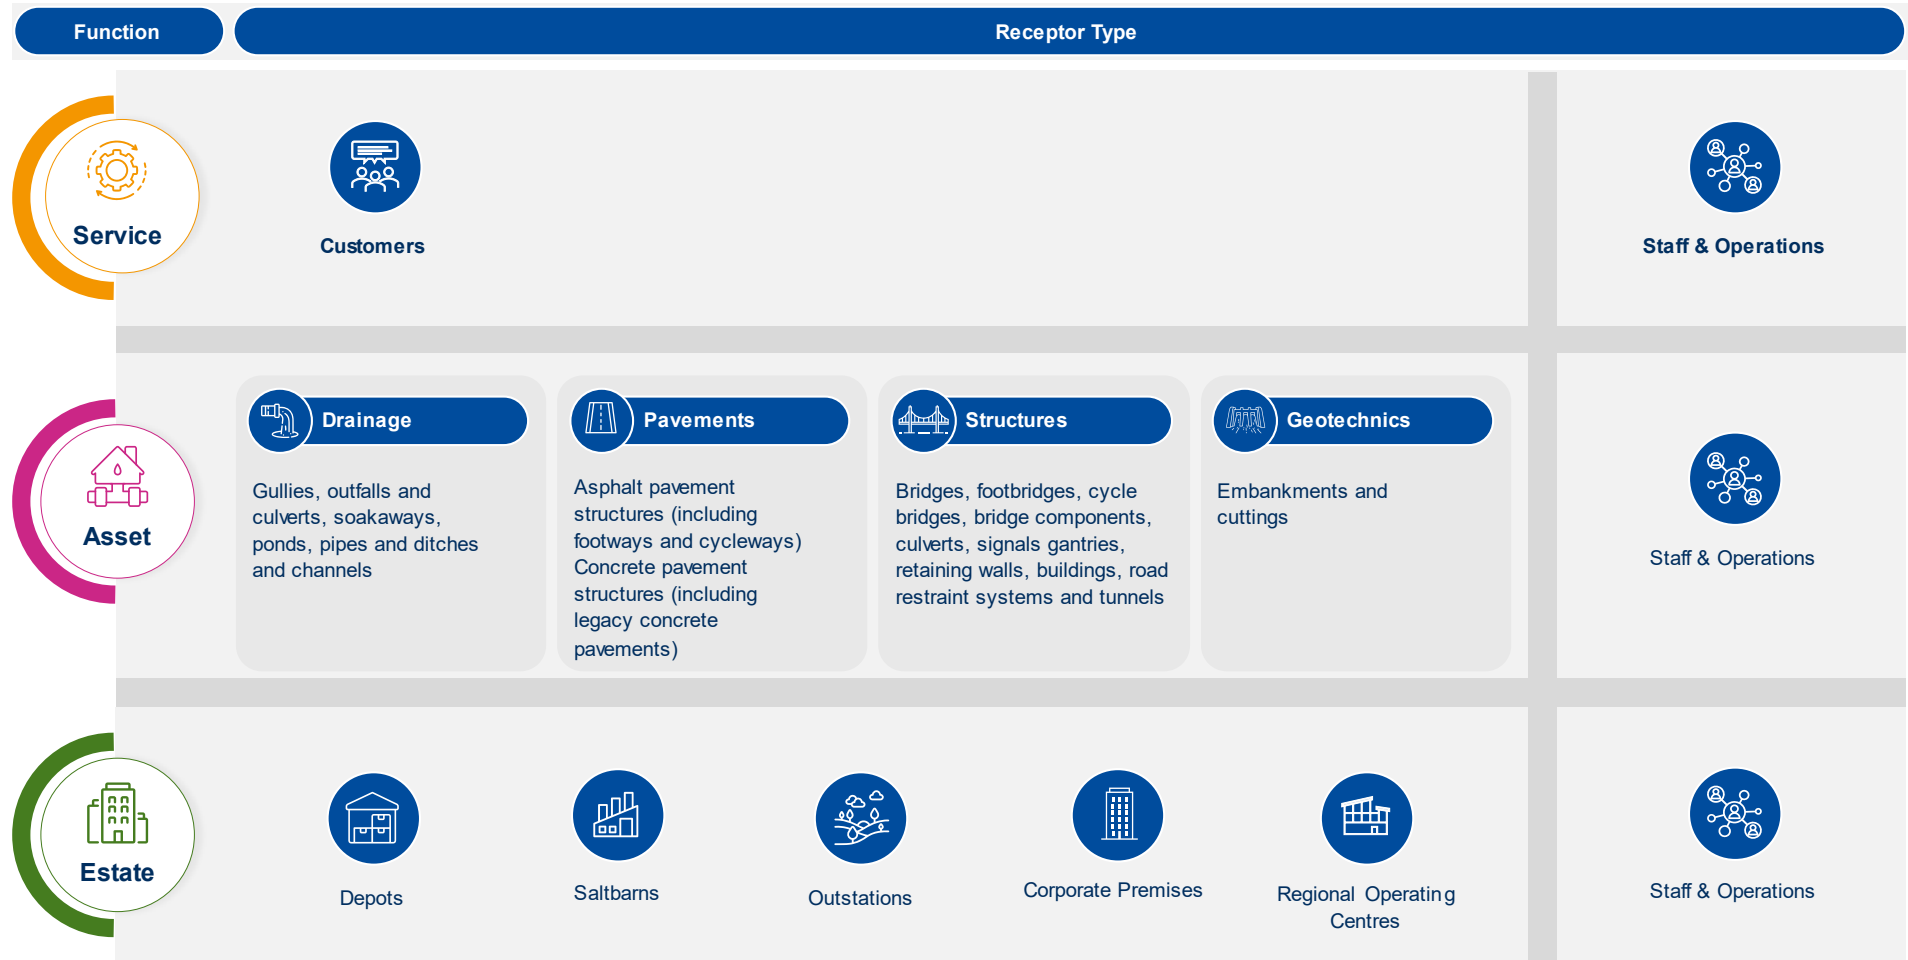 Function
Receptor Type
Service
Customers
Staff & Operations
Asset
Drainage
Gullies, outfalls and
culverts, soakaways,
ponds, pipes and ditches
and channels
Pavements
Asphalt pavement
structures (including
footways and cycleways)
Concrete pavement
structures (including
legacy concrete
pavements)
Structures
Bridges, footbridges, cycle
bridges, bridge components,
culverts, signals gantries,
retaining walls, buildings, road
restraint systems and tunnels
Geotechnics
Embankments and
cuttings
Staff & Operations
Estate
Depots
Saltbarns
Outstations
Corporate Premises
Regional Operating
Centres
Staff & Operations